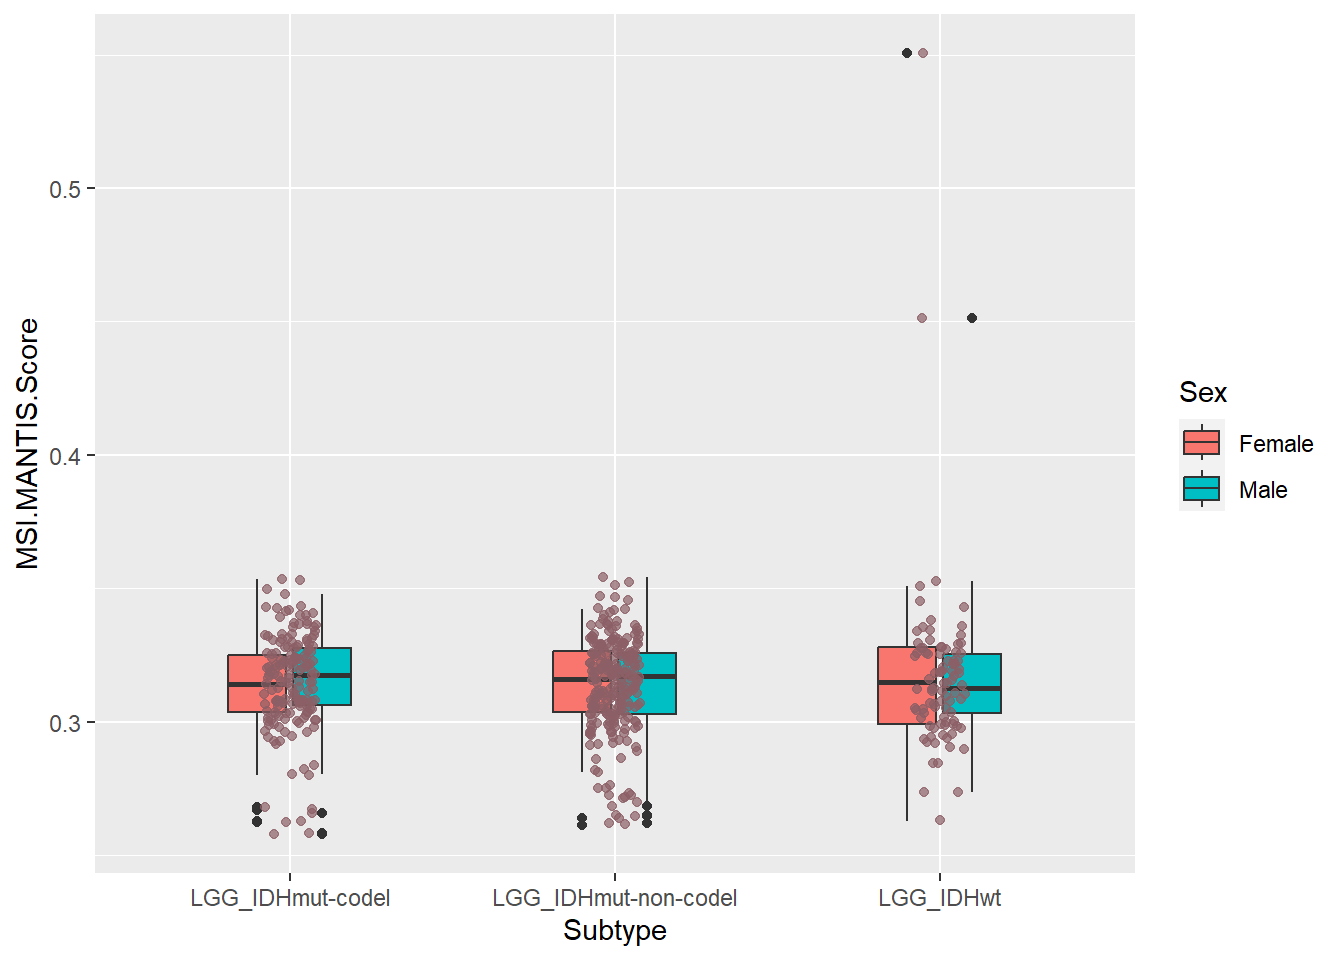 0.5
0.4
0.3
MSI.MANTIS.Score
LGG_IDHmut-codel
LGG_IDHmut-non-codel
LGG_IDHwt
Subtype
Sex
Female
Male